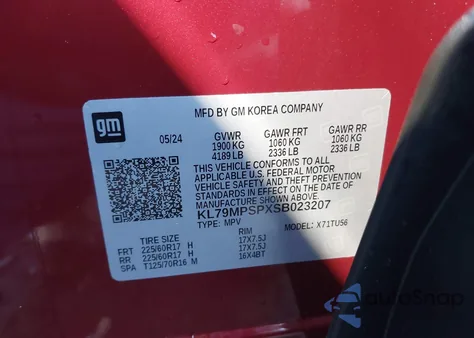 MFD BY GM KOREA COMPANY
gm
05/24 GVWR GAWR FRT GAWR RR
1900 KG 1060 KG 1060 KG
4189 LB 2336 LB 2336 LB
THIS VEHICLE CONFORMS TO ALL
APPLICABLE U.S. FEDERAL MOTOR
VEHICLE SAFETY, BUMPER, AND THEFT
PREVENTION STANDARDS IN EFFECT
ON THE DATE OF MANUFACTURE
SHOWN ABOVE.
KL79MPSPXSB023207
TYPE: MPV MODEL: X71TU56
TIRE SIZE RIM
FRT 225/60R17 H 17X7.5J
RR 225/60R17 H 17X7.5J
SPA T125/70R16 M 16X4BT
autoSnap